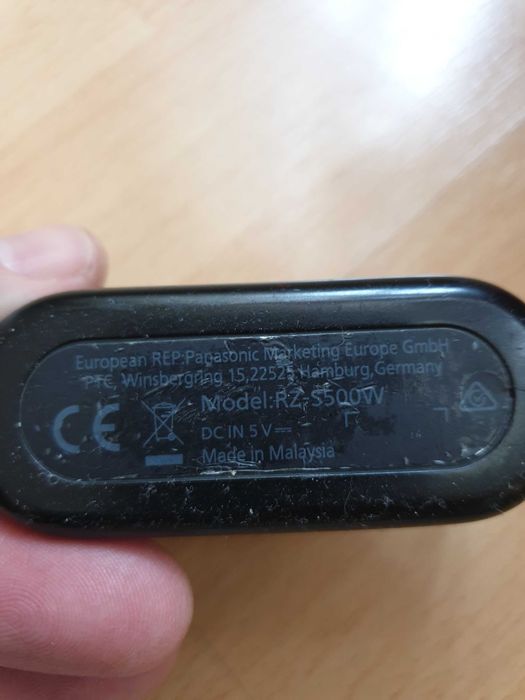 European REP:Panasonic Marketing Europe GmbH
PTC, Winsbergring 15,22525 Hamburg,Germany
Model:RZ-S500W
CE
DC IN 5 V⎓
Made in Malaysia